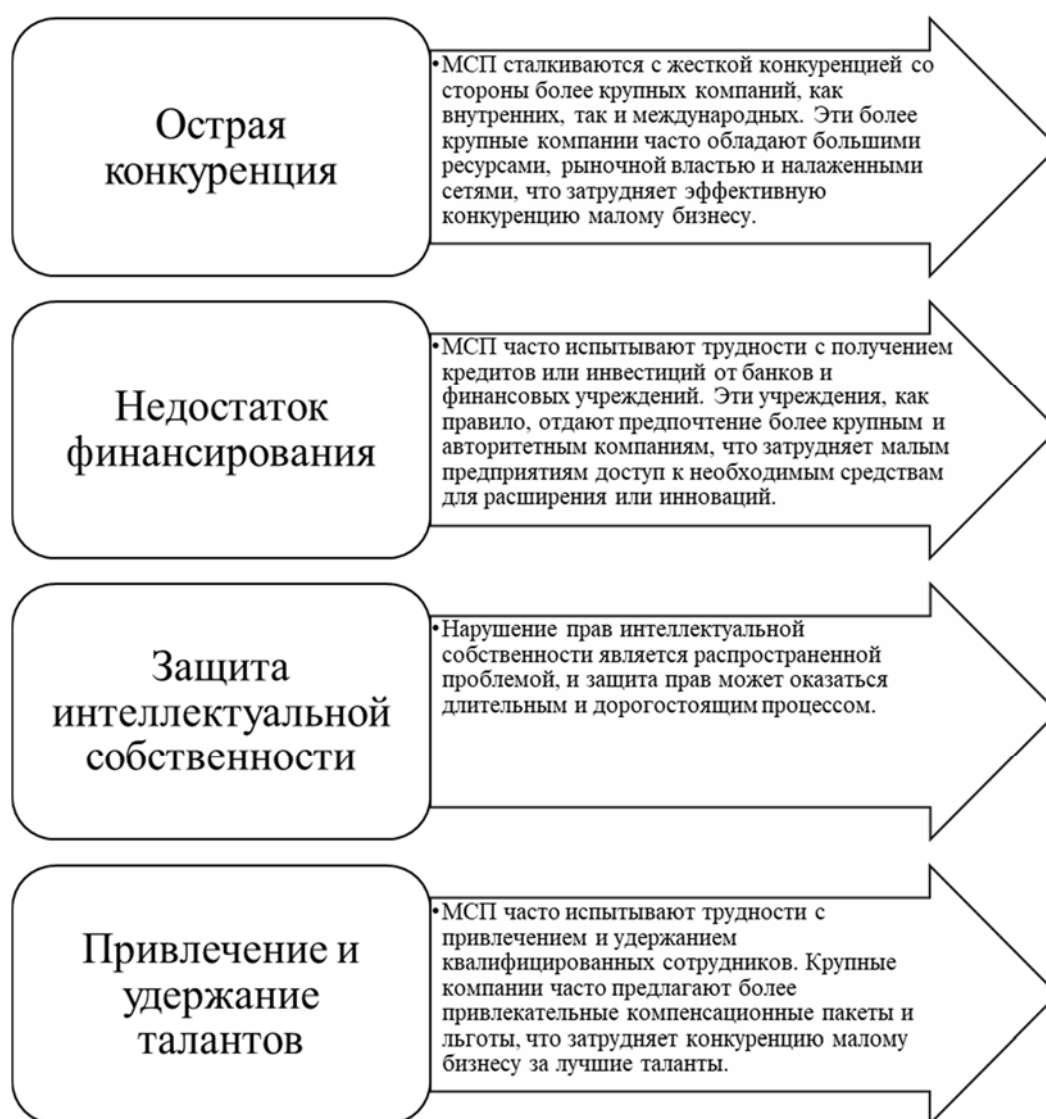 Острая
конкуренция
•МСП сталкиваются с жесткой конкуренцией со
стороны более крупных компаний, как
внутренних, так и международных. Эти более
крупные компании часто обладают большими
ресурсами, рыночной властью и налаженными
сетями, что затрудняет эффективную
конкуренцию малому бизнесу.
Недостаток
финансирования
•МСП часто испытывают трудности с получением
кредитов или инвестиций от банков и
финансовых учреждений. Эти учреждения, как
правило, отдают предпочтение более крупным и
авторитетным компаниям, что затрудняет малым
предприятиям доступ к необходимым средствам
для расширения или инноваций.
Защита
интеллектуальной
собственности
•Нарушение прав интеллектуальной
собственности является распространенной
проблемой, и защита прав может оказаться
длительным и дорогостоящим процессом.
Привлечение и
удержание
талантов
•МСП часто испытывают трудности с
привлечением и удержанием
квалифицированных сотрудников. Крупные
компании часто предлагают более
привлекательные компенсационные пакеты и
льготы, что затрудняет конкуренцию малому
бизнесу за лучшие таланты.